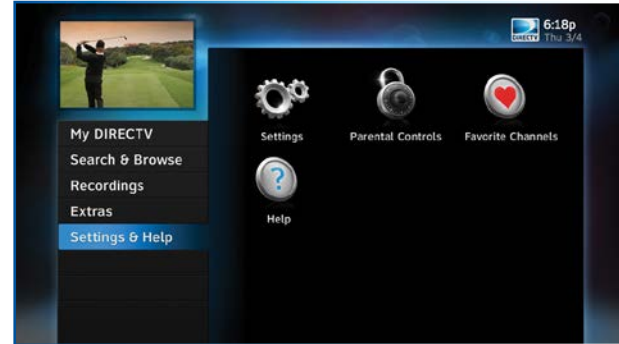 6:18p
DIRECTV Thu 3/4
My DIRECTV
Search & Browse
Recordings
Extras
Settings & Help
Settings
Parental Controls
Favorite Channels
?
Help